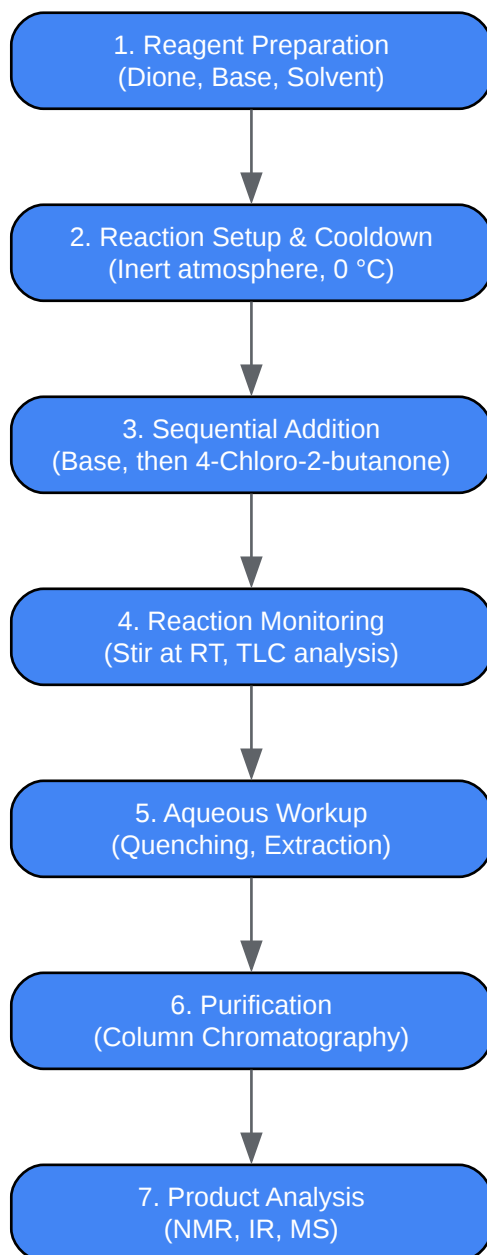 1. Reagent Preparation
(Dione, Base, Solvent)
2. Reaction Setup & Cooldown
(Inert atmosphere, 0 °C)
3. Sequential Addition
(Base, then 4-Chloro-2-butanone)
4. Reaction Monitoring
(Stir at RT, TLC analysis)
5. Aqueous Workup
(Quenching, Extraction)
6. Purification
(Column Chromatography)
7. Product Analysis
(NMR, IR, MS)